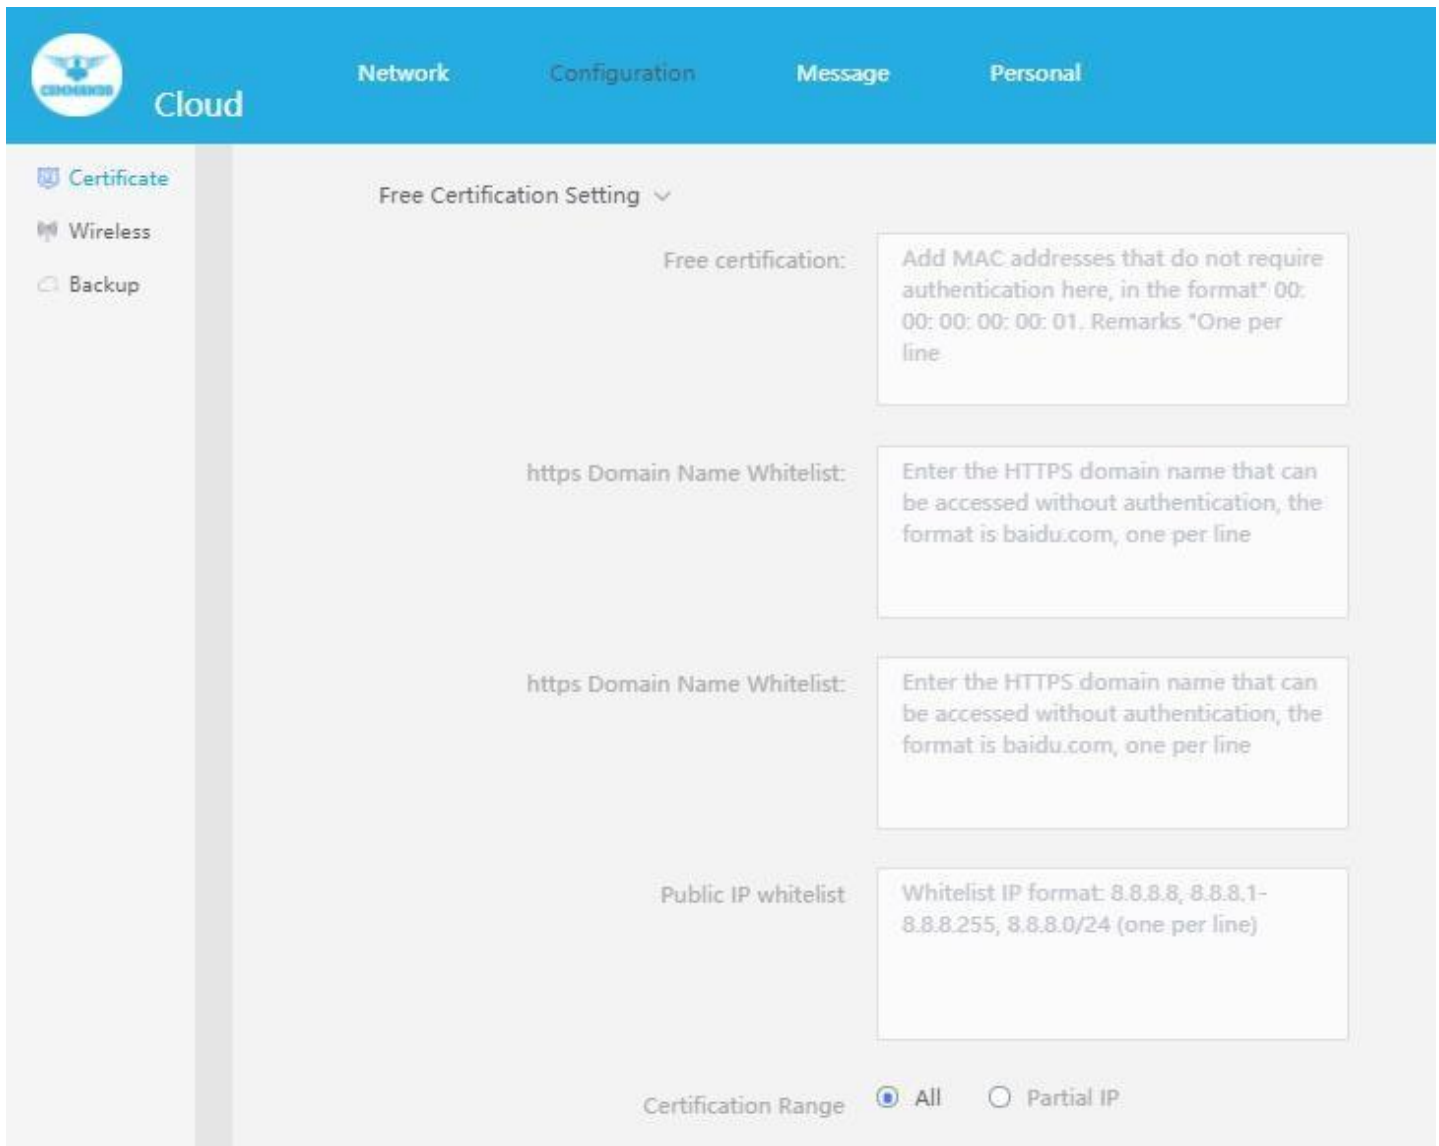 COMMANDO
Cloud
Network
Configuration
Message
Personal
Certificate
Wireless
Backup
Free Certification Setting
Free certification:
Add MAC addresses that do not require
authentication here, in the format* 00:
00: 00: 00: 00: 01. Remarks *One per
line
https Domain Name Whitelist:
Enter the HTTPS domain name that can
be accessed without authentication, the
format is baidu.com, one per line
https Domain Name Whitelist:
Enter the HTTPS domain name that can
be accessed without authentication, the
format is baidu.com, one per line
Public IP whitelist
Whitelist IP format: 8.8.8.8, 8.8.8.1-
8.8.8.255, 8.8.8.0/24 (one per line)
Certification Range
All
Partial IP